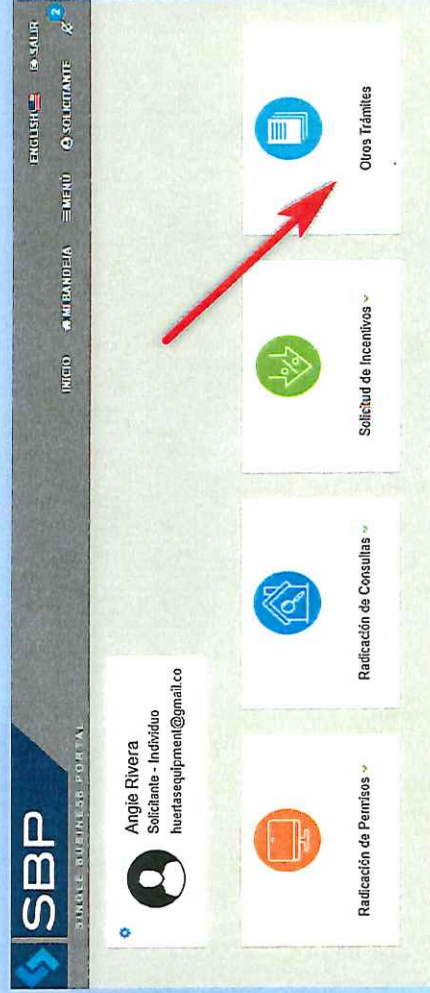 SBP
SINGLE BUSINESS PORTAL
ENGLISH
SALIR
INICIO
MI BANDEJA
MENÚ
SOLICITANTE
2
Angie Rivera
Solicitante - Individuo
huertasequipment@gmail.co
Radicación de Permisos
Radicación de Consultas
Solicitud de Incentivos
Otros Trámites